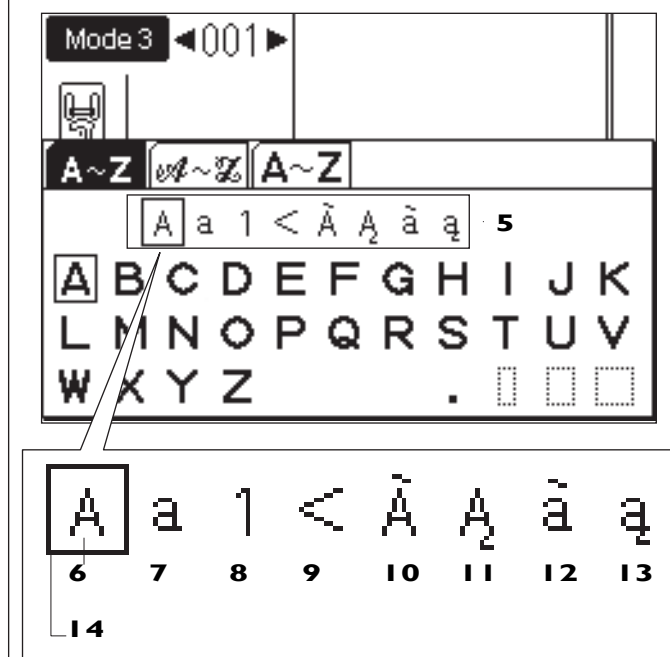 Mode 3 ◄001►
A~Z 𝒜~𝒵 A~Z
A a 1 < Ã Ą ã ą 5
A B C D E F G H I J K
L M N O P Q R S T U V
W X Y Z .
A a 1 < Ã Ą ã ą
6 7 8 9 10 11 12 13
14